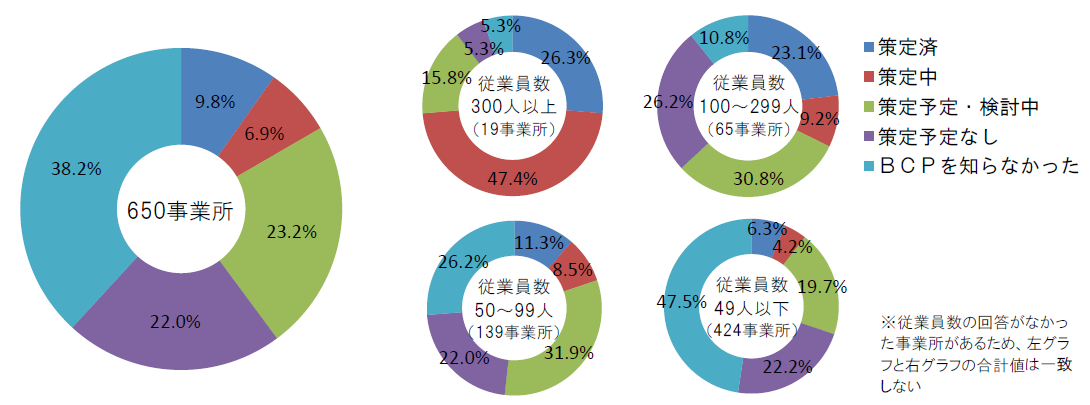 9.8%
6.9%
23.2%
22.0%
38.2%
650事業所
5.3%
26.3%
5.3%
15.8%
従業員数
300人以上
(19事業所)
47.4%
10.8%
23.1%
26.2%
従業員数
100～299人
(65事業所)
9.2%
30.8%
11.3%
26.2%
8.5%
従業員数
50～99人
(139事業所)
22.0%
31.9%
6.3%
4.2%
47.5%
19.7%
従業員数
49人以下
(424事業所)
22.2%
策定済
策定中
策定予定・検討中
策定予定なし
ＢＣＰを知らなかった
※従業員数の回答がなかっ
た事業所があるため、左グラ
フと右グラフの合計値は一致
しない